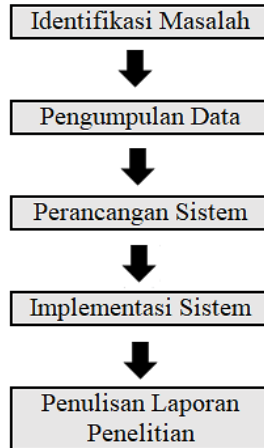 Identifikasi Masalah
Pengumpulan Data
Perancangan Sistem
Implementasi Sistem
Penulisan Laporan
Penelitian